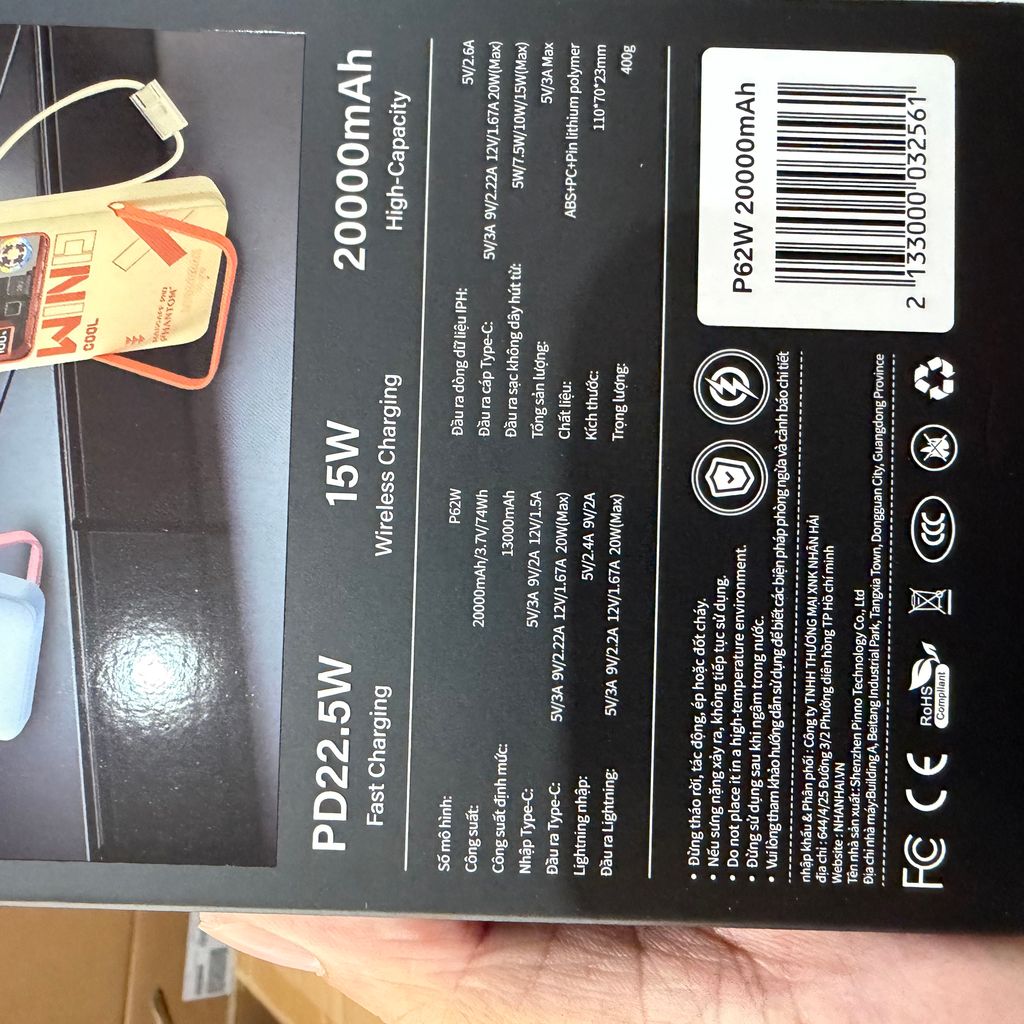 MINI
COOL
PHANTOM
PD22.5W
Fast Charging
15W
Wireless Charging
20000mAh
High-Capacity
Số mô hình: P62W
Công suất: 20000mAh/3.7V/74Wh
Công suất định mức: 13000mAh
Nhập Type-C: 5V/3A 9V/2A 12V/1.5A
Đầu ra Type-C: 5V/3A 9V/2.22A 12V/1.67A 20W(Max)
Lightning nhập: 5V/2.4A 9V/2A
Đầu ra Lightning: 5V/3A 9V/2.2A 12V/1.67A 20W(Max)
Đầu ra dòng dữ liệu IPH: 5V/2.6A
Đầu ra cáp Type-C: 5V/3A 9V/2.22A 12V/1.67A 20W(Max)
Đầu ra sạc không dây hút từ: 5W/7.5W/10W/15W(Max)
Tổng sản lượng: 5V/3A Max
Chất liệu: ABS+PC+Pin lithium polymer
Kích thước: 110*70*23mm
Trọng lượng: 400g
• Đừng tháo rời, tác động, ép hoặc đốt cháy.
• Nếu sưng nặng xảy ra, không tiếp tục sử dụng.
• Do not place it in a high-temperature environment.
• Đừng sử dụng sau khi ngâm trong nước.
• Vui lòng tham khảo hướng dẫn sử dụng để biết các biện pháp phòng ngừa và cảnh báo chi tiết
nhập khẩu & Phân phối : Công ty TNHH THƯƠNG MẠI XNK NHÂN HẢI
địa chỉ : 644/4/25 Đường 3/2 Phường diên hồng TP Hồ chí minh
Website : NHANHAI.VN
Tên nhà sản xuất: Shenzhen Pinno Technology Co., Ltd
Địa chỉ nhà máy:Building A, Beitang Industrial Park, Tangxia Town, Dongguan City, Guangdong Province
FC CE RoHS
Compliant
CCC
P62W 20000mAh
2 133000 032561